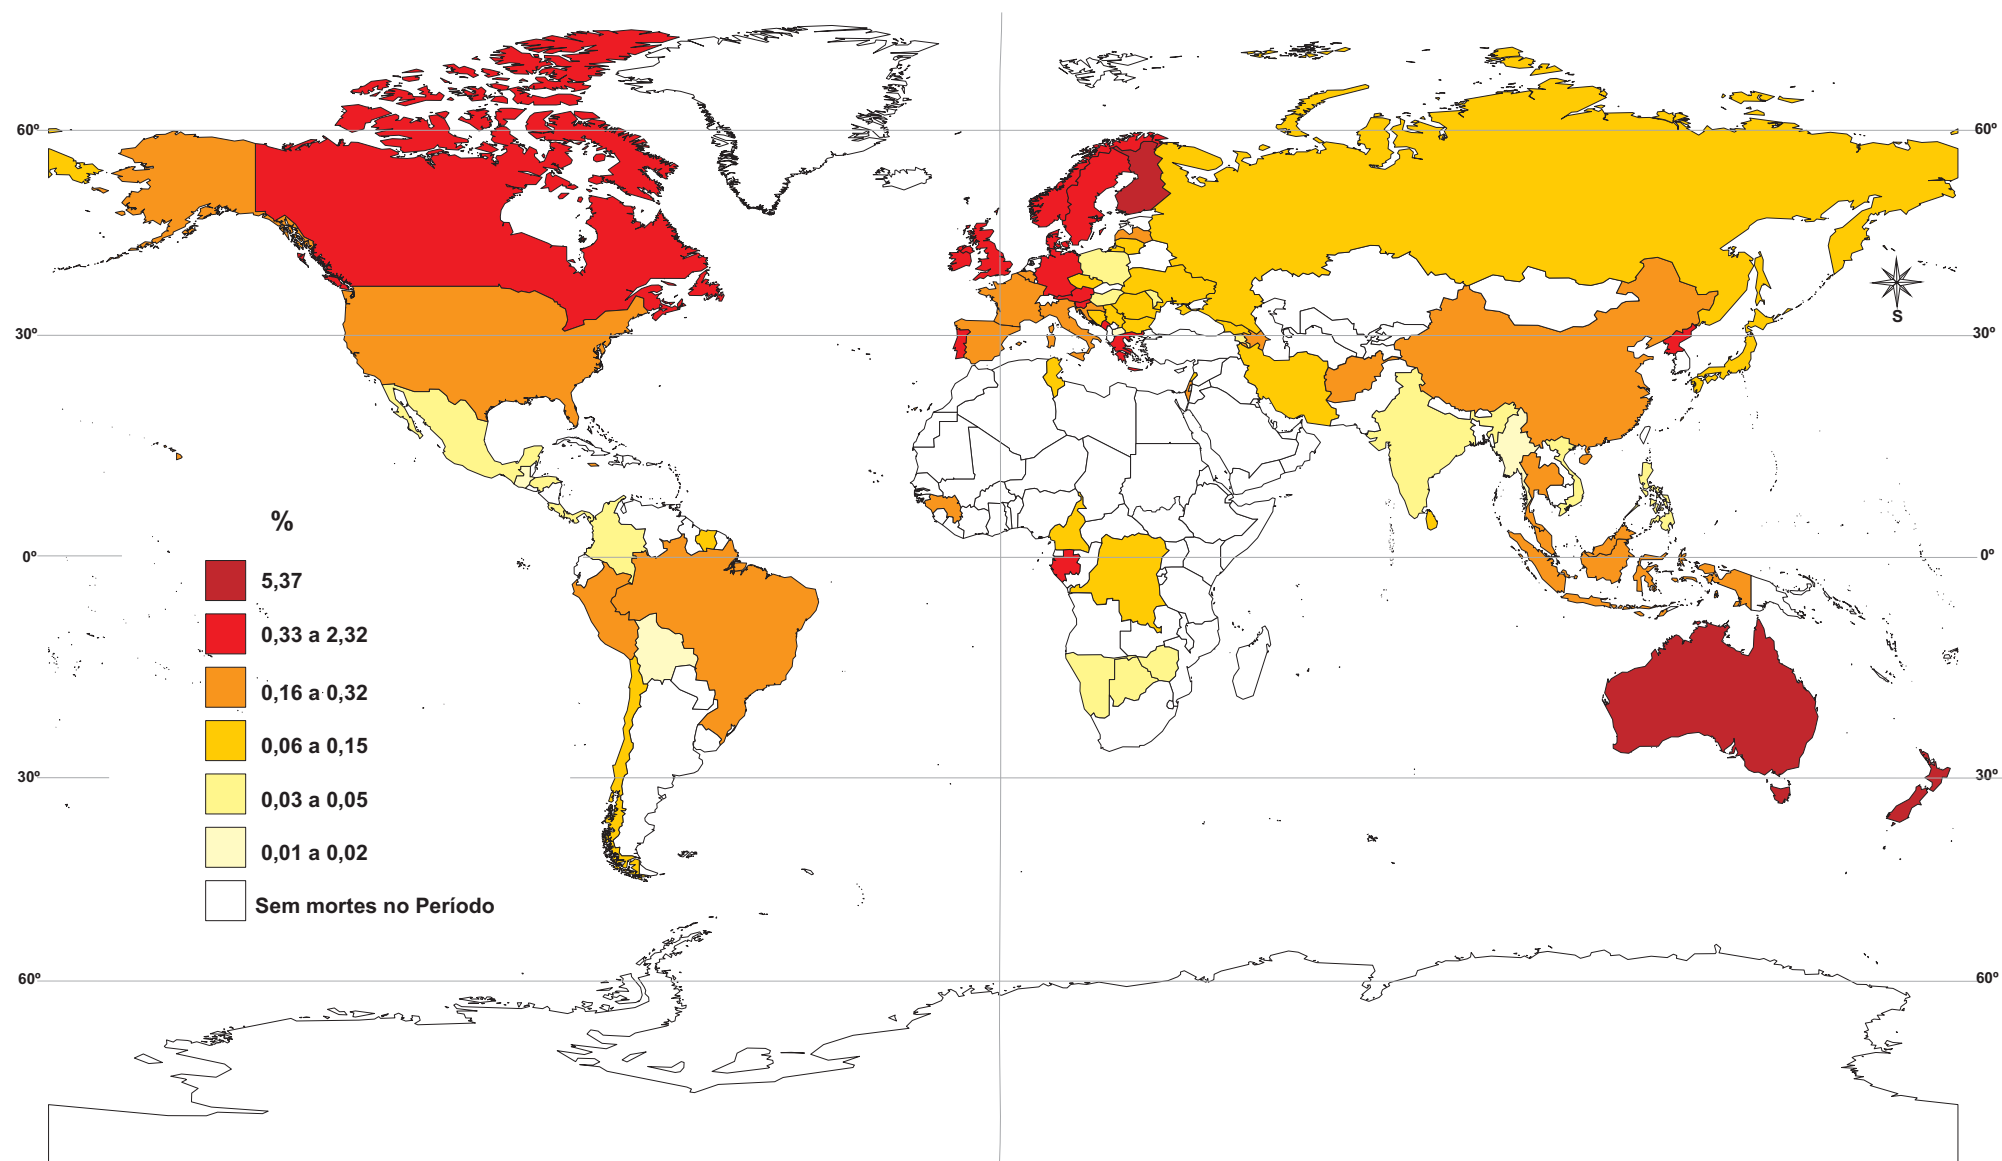 60º
60º
S
30º
30º
%
0º
0º
5,37
0,33 a 2,32
0,16 a 0,32
0,06 a 0,15
30º
30º
0,03 a 0,05
0,01 a 0,02
Sem mortes no Período
60º
60º